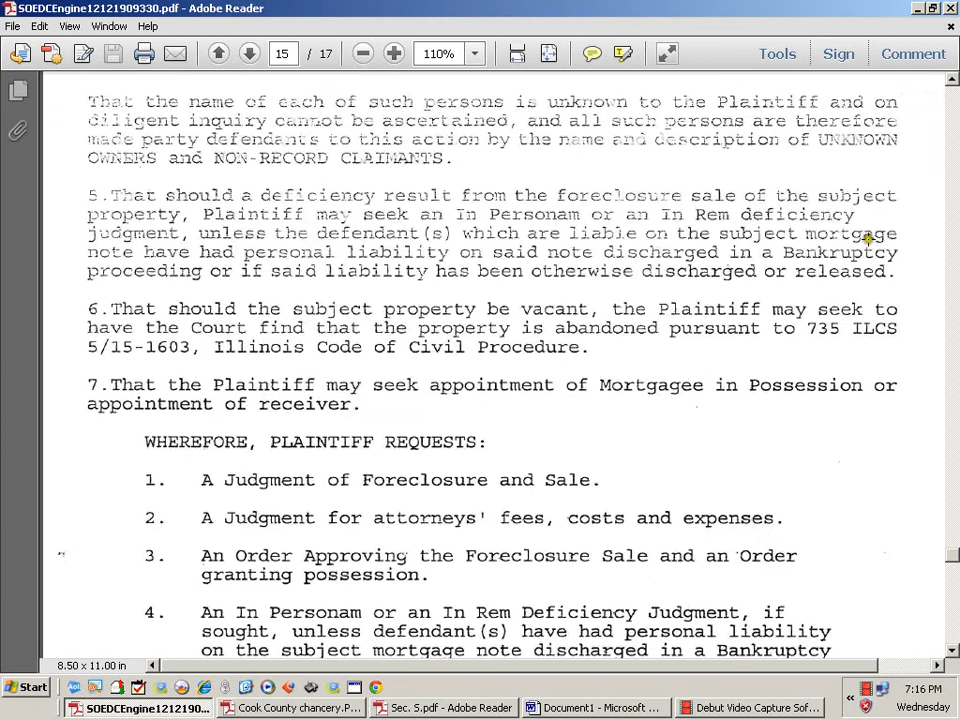 SOEDCEngine12121909330.pdf - Adobe Reader
File Edit View Window Help
15 / 17 110% Tools Sign Comment
That the name of each of such persons is unknown to the Plaintiff and on
diligent inquiry cannot be ascertained, and all such persons are therefore
made party defendants to this action by the name and description of UNKNOWN
OWNERS and NON-RECORD CLAIMANTS.
5.That should a deficiency result from the foreclosure sale of the subject
property, Plaintiff may seek an In Personam or an In Rem deficiency
judgment, unless the defendant(s) which are liable on the subject mortgage
note have had personal liability on said note discharged in a Bankruptcy
proceeding or if said liability has been otherwise discharged or released.
6.That should the subject property be vacant, the Plaintiff may seek to
have the Court find that the property is abandoned pursuant to 735 ILCS
5/15-1603, Illinois Code of Civil Procedure.
7.That the Plaintiff may seek appointment of Mortgagee in Possession or
appointment of receiver.
WHEREFORE, PLAINTIFF REQUESTS:
1. A Judgment of Foreclosure and Sale.
2. A Judgment for attorneys' fees, costs and expenses.
3. An Order Approving the Foreclosure Sale and an Order
granting possession.
4. An In Personam or an In Rem Deficiency Judgment, if
sought, unless defendant(s) have had personal liability
on the subject mortgage note discharged in a Bankruptcy
8.50 x 11.00 in
Start 7:16 PM
SOEDCEngine1212190... Cook County chancery.P... Sec. S.pdf - Adobe Reader Document1 - Microsoft ... Debut Video Capture Sof... Wednesday